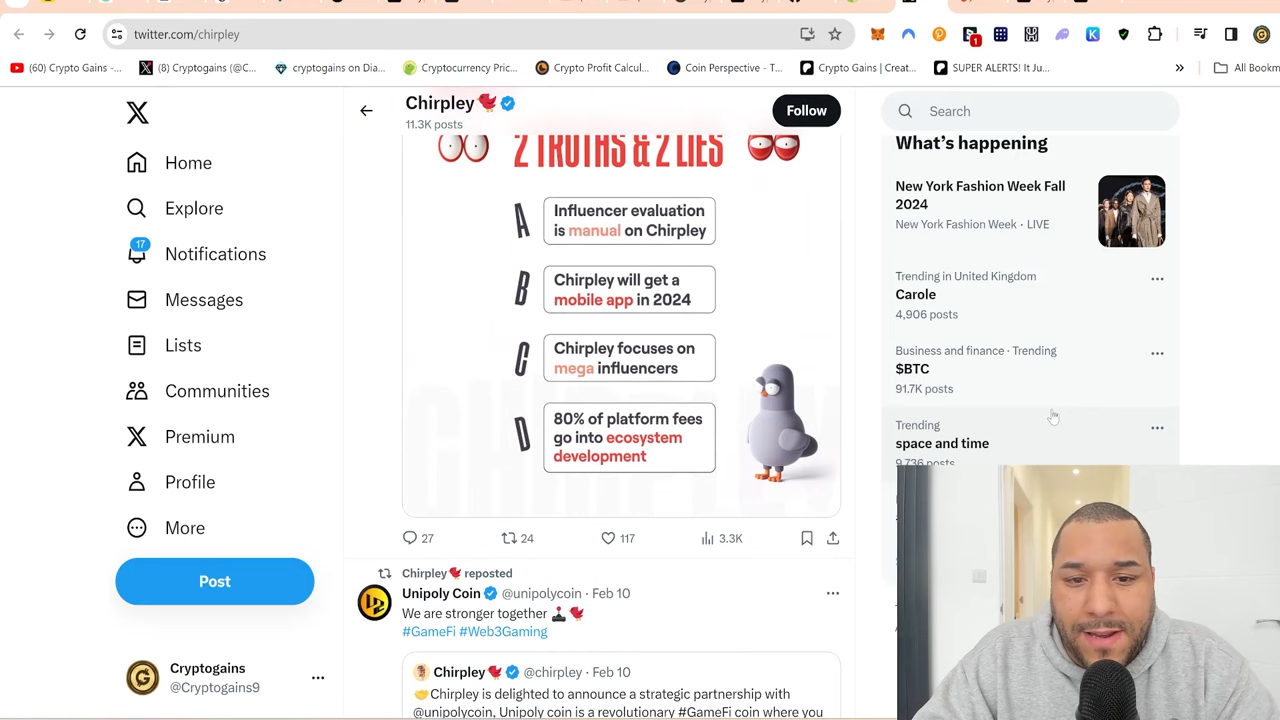 twitter.com/chirpley
1
(60) Crypto Gains -...
(8) Cryptogains (@C...
cryptogains on Dia...
Cryptocurrency Pric...
Crypto Profit Calcul...
Coin Perspective - T...
Crypto Gains | Creat...
SUPER ALERTS! It Ju...
»
All Bookm
Home
Explore
17
Notifications
Messages
Lists
Communities
Premium
Profile
More
Post
Cryptogains
@Cryptogains9
Chirpley
11.3K posts
Follow
2 TRUTHS & 2 LIES
A
Influencer evaluation
is manual on Chirpley
B
Chirpley will get a
mobile app in 2024
C
Chirpley focuses on
mega influencers
D
80% of platform fees
go into ecosystem
development
27
24
117
3.3K
Chirpley reposted
Unipoly Coin @unipolycoin · Feb 10
We are stronger together
#GameFi #Web3Gaming
Chirpley @chirpley · Feb 10
Chirpley is delighted to announce a strategic partnership with
@unipolycoin, Unipoly coin is a revolutionary #GameFi coin where you
Search
What's happening
New York Fashion Week Fall
2024
New York Fashion Week · LIVE
Trending in United Kingdom
Carole
4,906 posts
Business and finance · Trending
$BTC
91.7K posts
Trending
space and time
9,736 posts